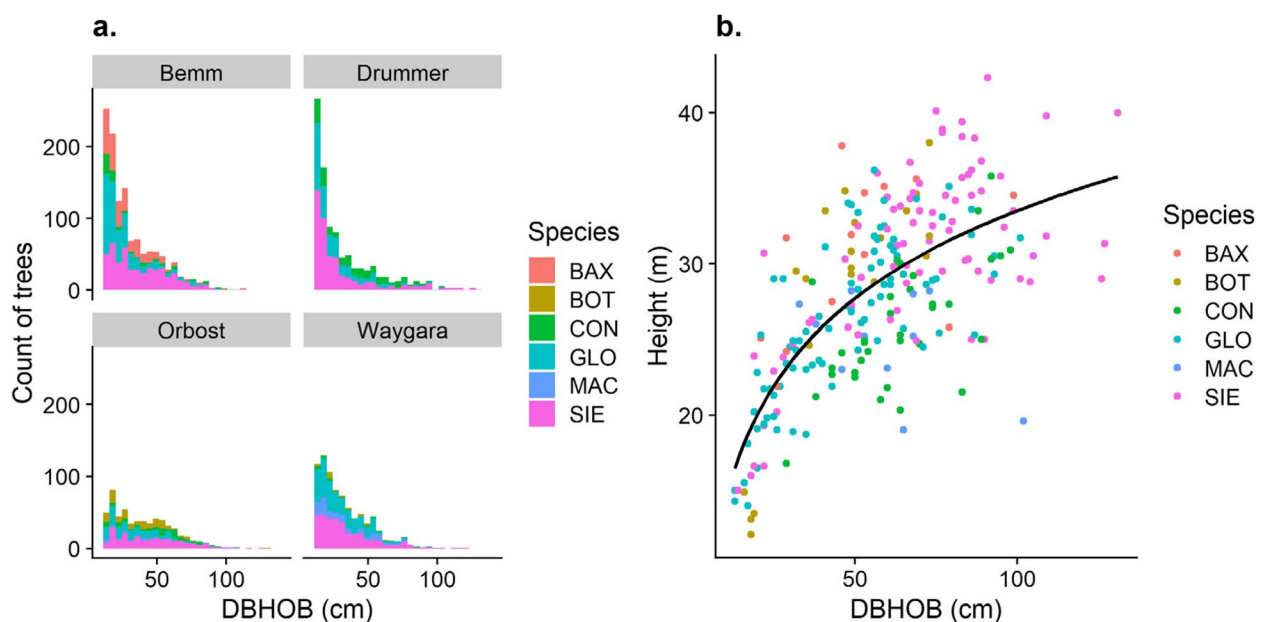 a.
Bemm
Drummer
200
100
0
Orbost
Waygara
200
100
0
50
100
50
100
DBHOB (cm)
Count of trees
Species
BAX
BOT
CON
GLO
MAC
SIE
b.
40
30
20
50
100
DBHOB (cm)
Height (m)
Species
BAX
BOT
CON
GLO
MAC
SIE